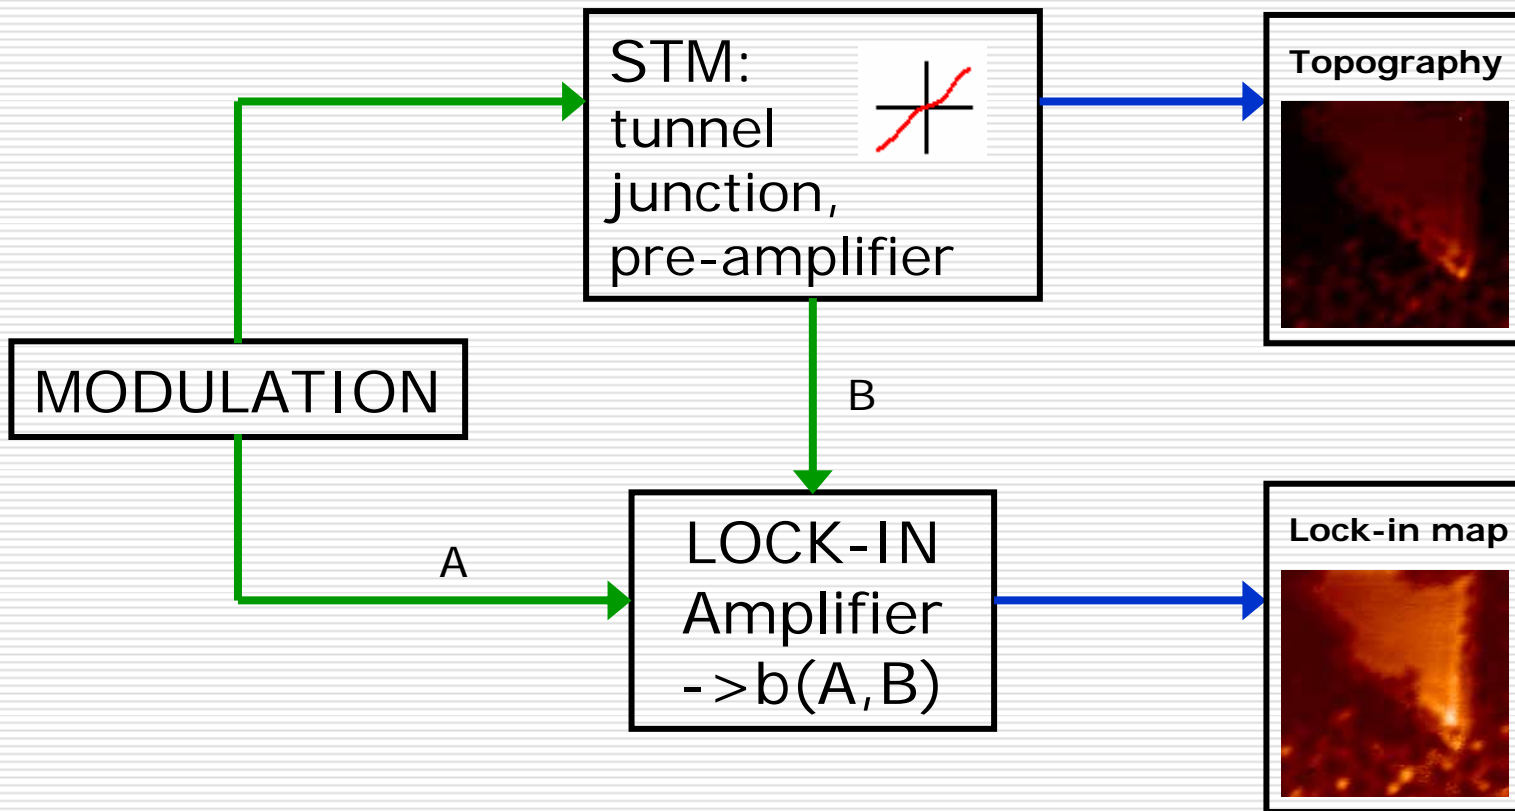 STM:
tunnel
junction,
pre-amplifier
Topography
MODULATION
B
A
LOCK-IN
Amplifier
->b(A,B)
Lock-in map